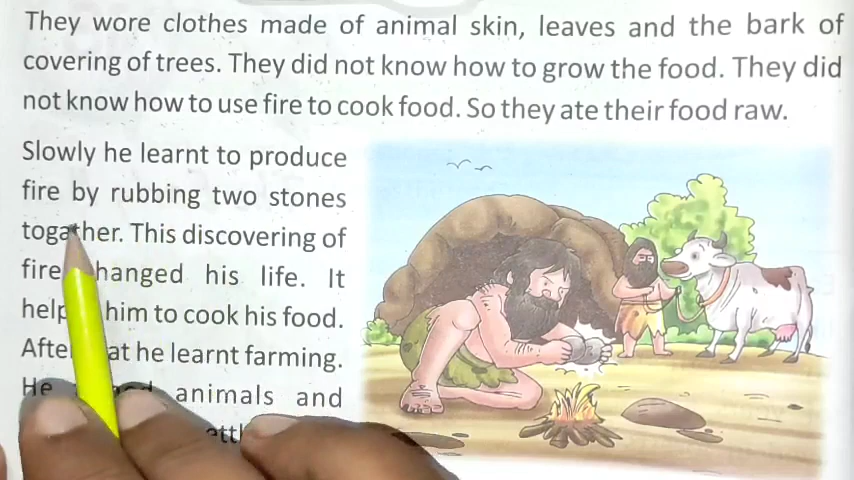 They wore clothes made of animal skin, leaves and the bark of
covering of trees. They did not know how to grow the food. They did
not know how to use fire to cook food. So they ate their food raw.
Slowly he learnt to produce
fire by rubbing two stones
togather. This discovering of
fire hanged his life. It
help him to cook his food.
Afte at he learnt farming.
He animals and